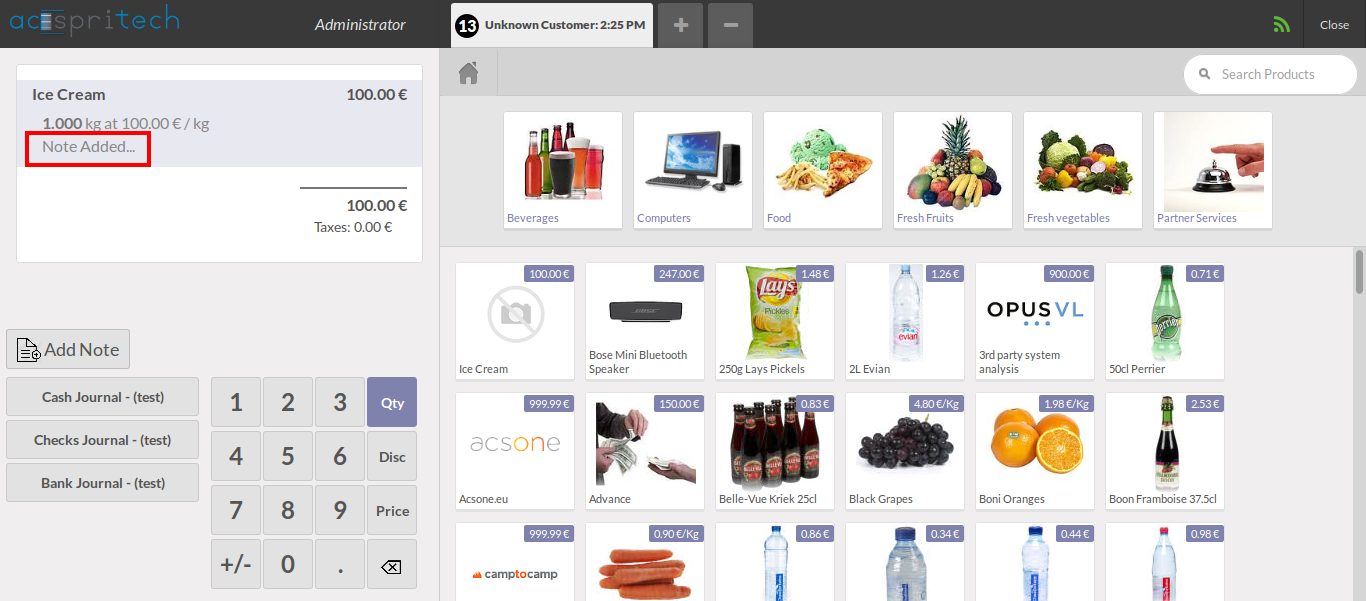 acespritech
Administrator
13 Unknown Customer: 2:25 PM
+
−
Close
Ice Cream 100.00 €
1.000 kg at 100.00 € / kg
Note Added...
100.00 €
Taxes: 0.00 €
Add Note
Cash Journal - (test)
Checks Journal - (test)
Bank Journal - (test)
1 2 3 Qty
4 5 6 Disc
7 8 9 Price
+/- 0 .
Search Products
Beverages
Computers
Food
Fresh Fruits
Fresh vegetables
Partner Services
100.00 €
Ice Cream
247.00 €
BOSE
Bose Mini Bluetooth
Speaker
1.48 €
Lay's
Pickles
250g Lays Pickels
1.26 €
evian
2L Evian
900.00 €
OPUSVL
3rd party system
analysis
0.71 €
Perrier
50cl Perrier
999.99 €
acsone
Acsone.eu
150.00 €
Advance
0.83 €
Belle-Vue Kriek 25cl
4.80 €/Kg
Black Grapes
1.98 €/Kg
Boni Oranges
2.53 €
Boon Framboise 37.5cl
999.99 €
camptocamp
0.90 €/Kg
0.86 €
0.34 €
0.44 €
0.98 €